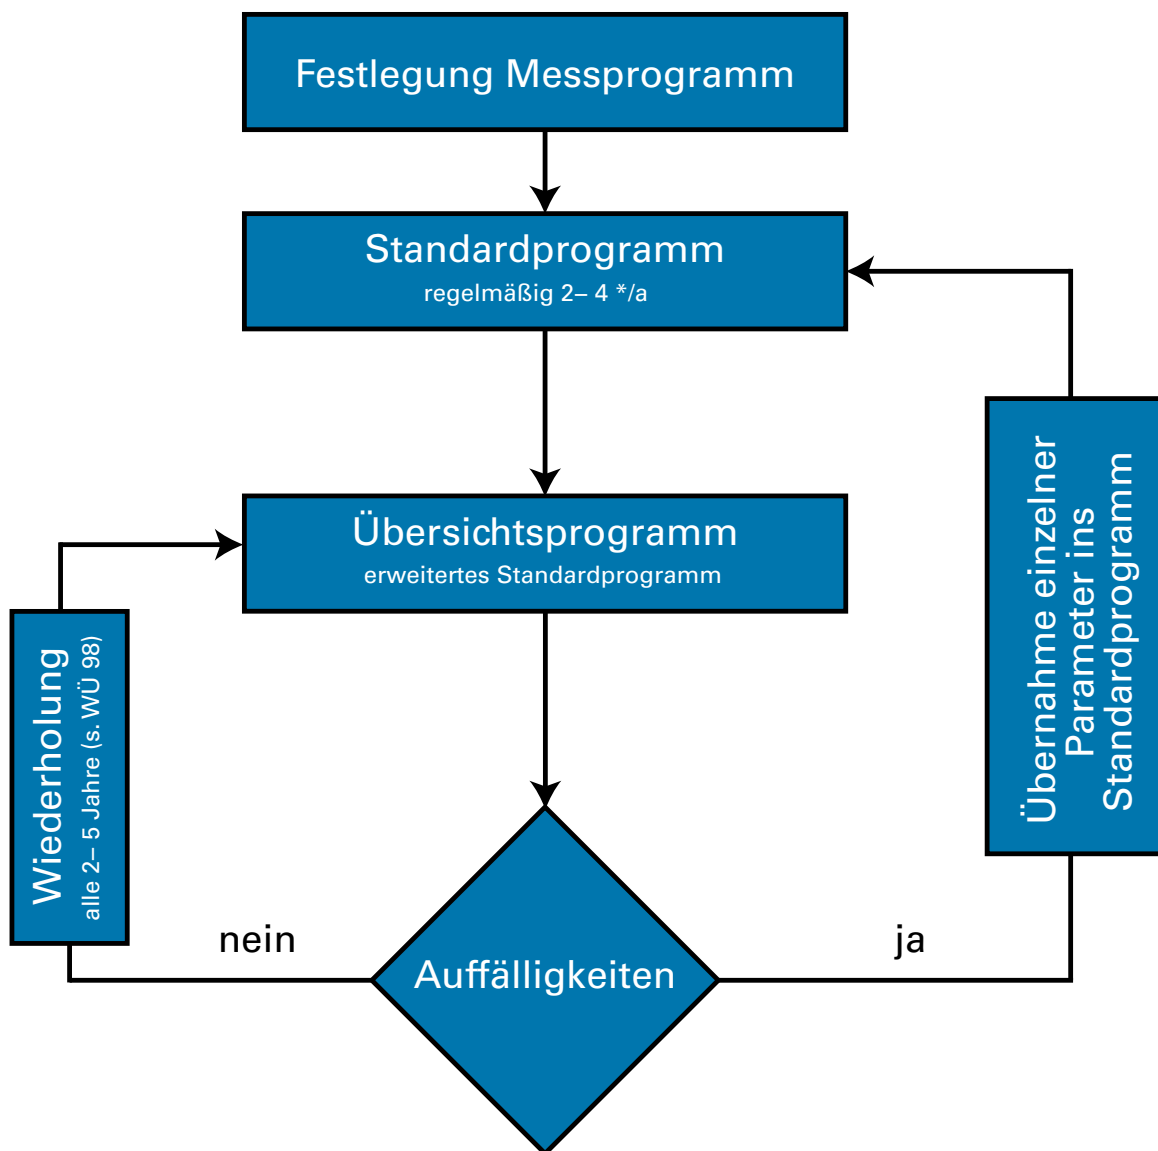 Festlegung Messprogramm
Standardprogramm
regelmäßig 2– 4 */a
Übersichtsprogramm
erweitertes Standardprogramm
Wiederholung
alle 2– 5 Jahre (s. WÜ 98)
Übernahme einzelner
Parameter ins
Standardprogramm
nein
ja
Auffälligkeiten